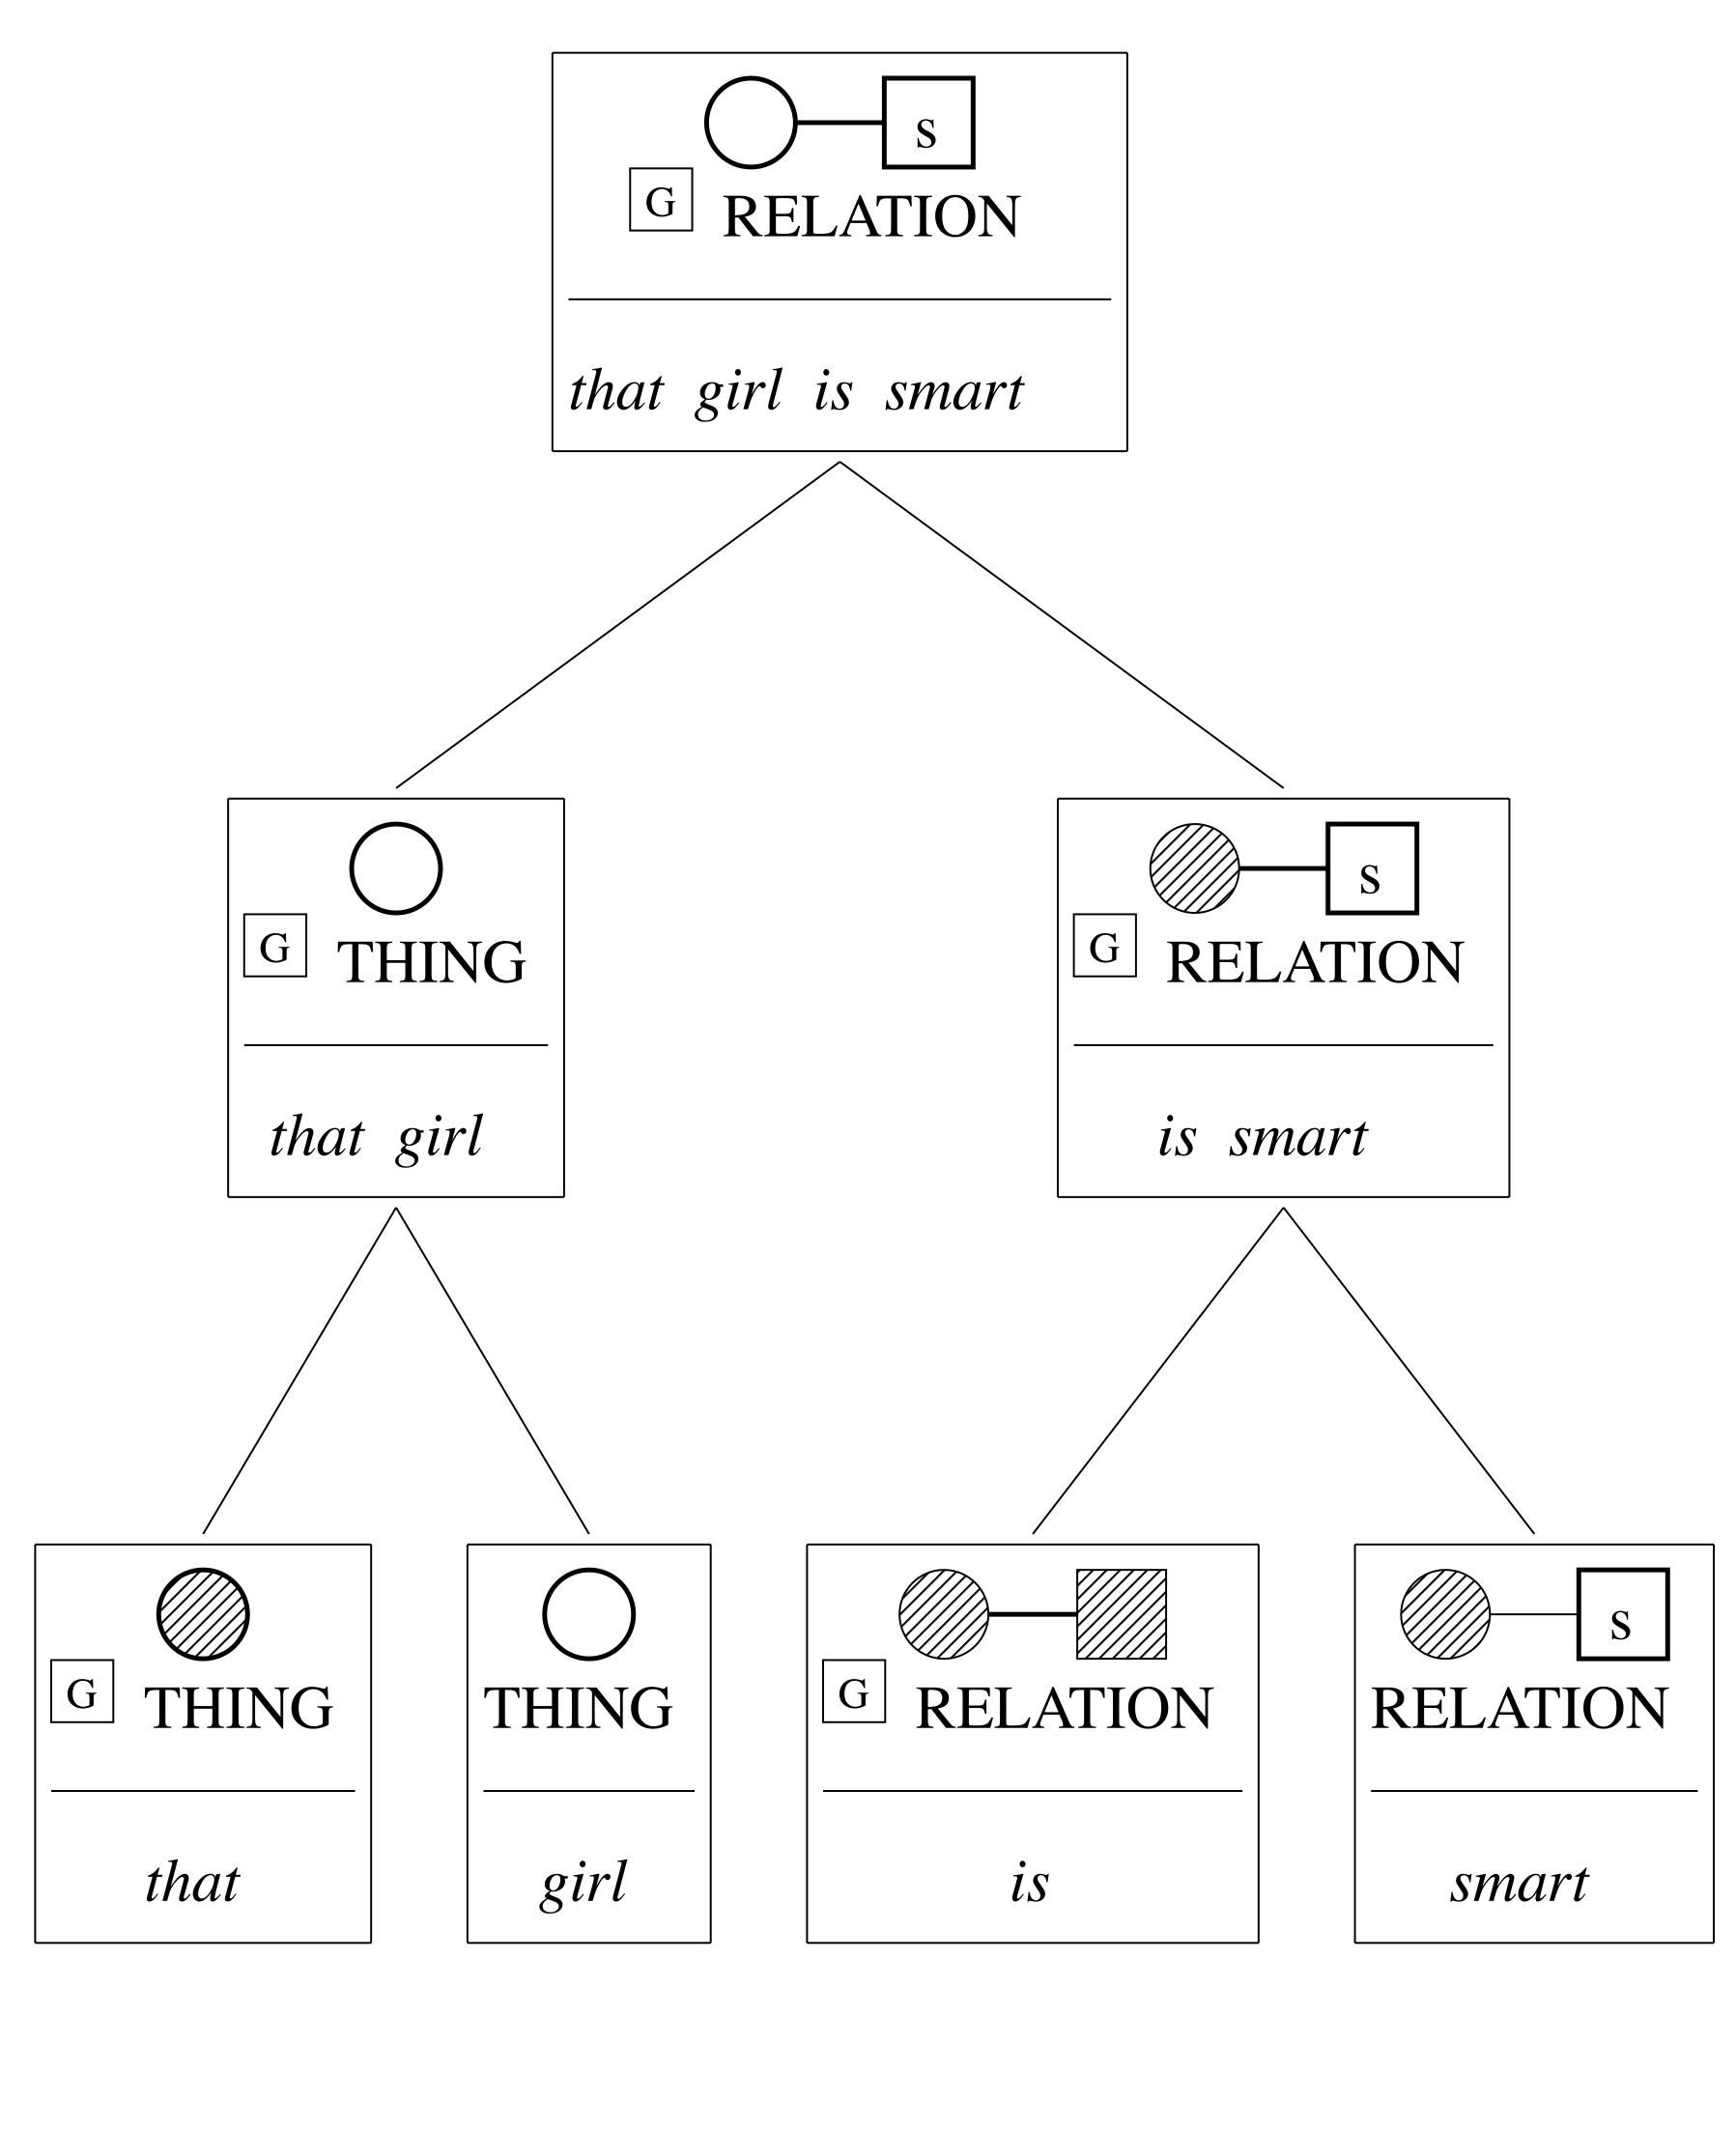 s
G RELATION
that girl is smart
s
G THING G RELATION
that girl is smart
s
G THING THING G RELATION RELATION
that girl is smart